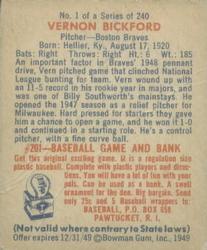 No. 1 of a Series of 240
VERNON BICKFORD
Pitcher—Boston Braves
Born: Hellier, Ky., August 17, 1920
Bats: Right Throws: Right Ht.: 6 Wt.: 185
An important factor in Braves' 1948 pennant
drive, Vern pitched game that clinched National
League bunting for team. Vern wound up with
an 11-5 record in his rookie year in majors, and
was one of Billy Southworth's mainstays. He
opened the 1947 season as a relief pitcher for
Milwaukee. Hard pressed for starters they gave
him a chance to open a game, and he won it 1-0
and continued in a starting role. He's a control
pitcher, with a fine curve ball.
#201—BASEBALL GAME AND BANK
Get this original exciting game. It is a regulation size
plastic baseball. Complete with plastic players and direc-
tions. You will have a lot of fun with your
pals. Can also be used as a bank. A swell
ornament for the den. Big bargain. Send
only 25c and 5 Baseball wrappers to:
BASEBALL, P.O. BOX 658
PAWTUCKET, R. I.
(Not valid where contrary to State laws)
Offer expires 12/31/49 ©Bowman Gum, Inc., 1949